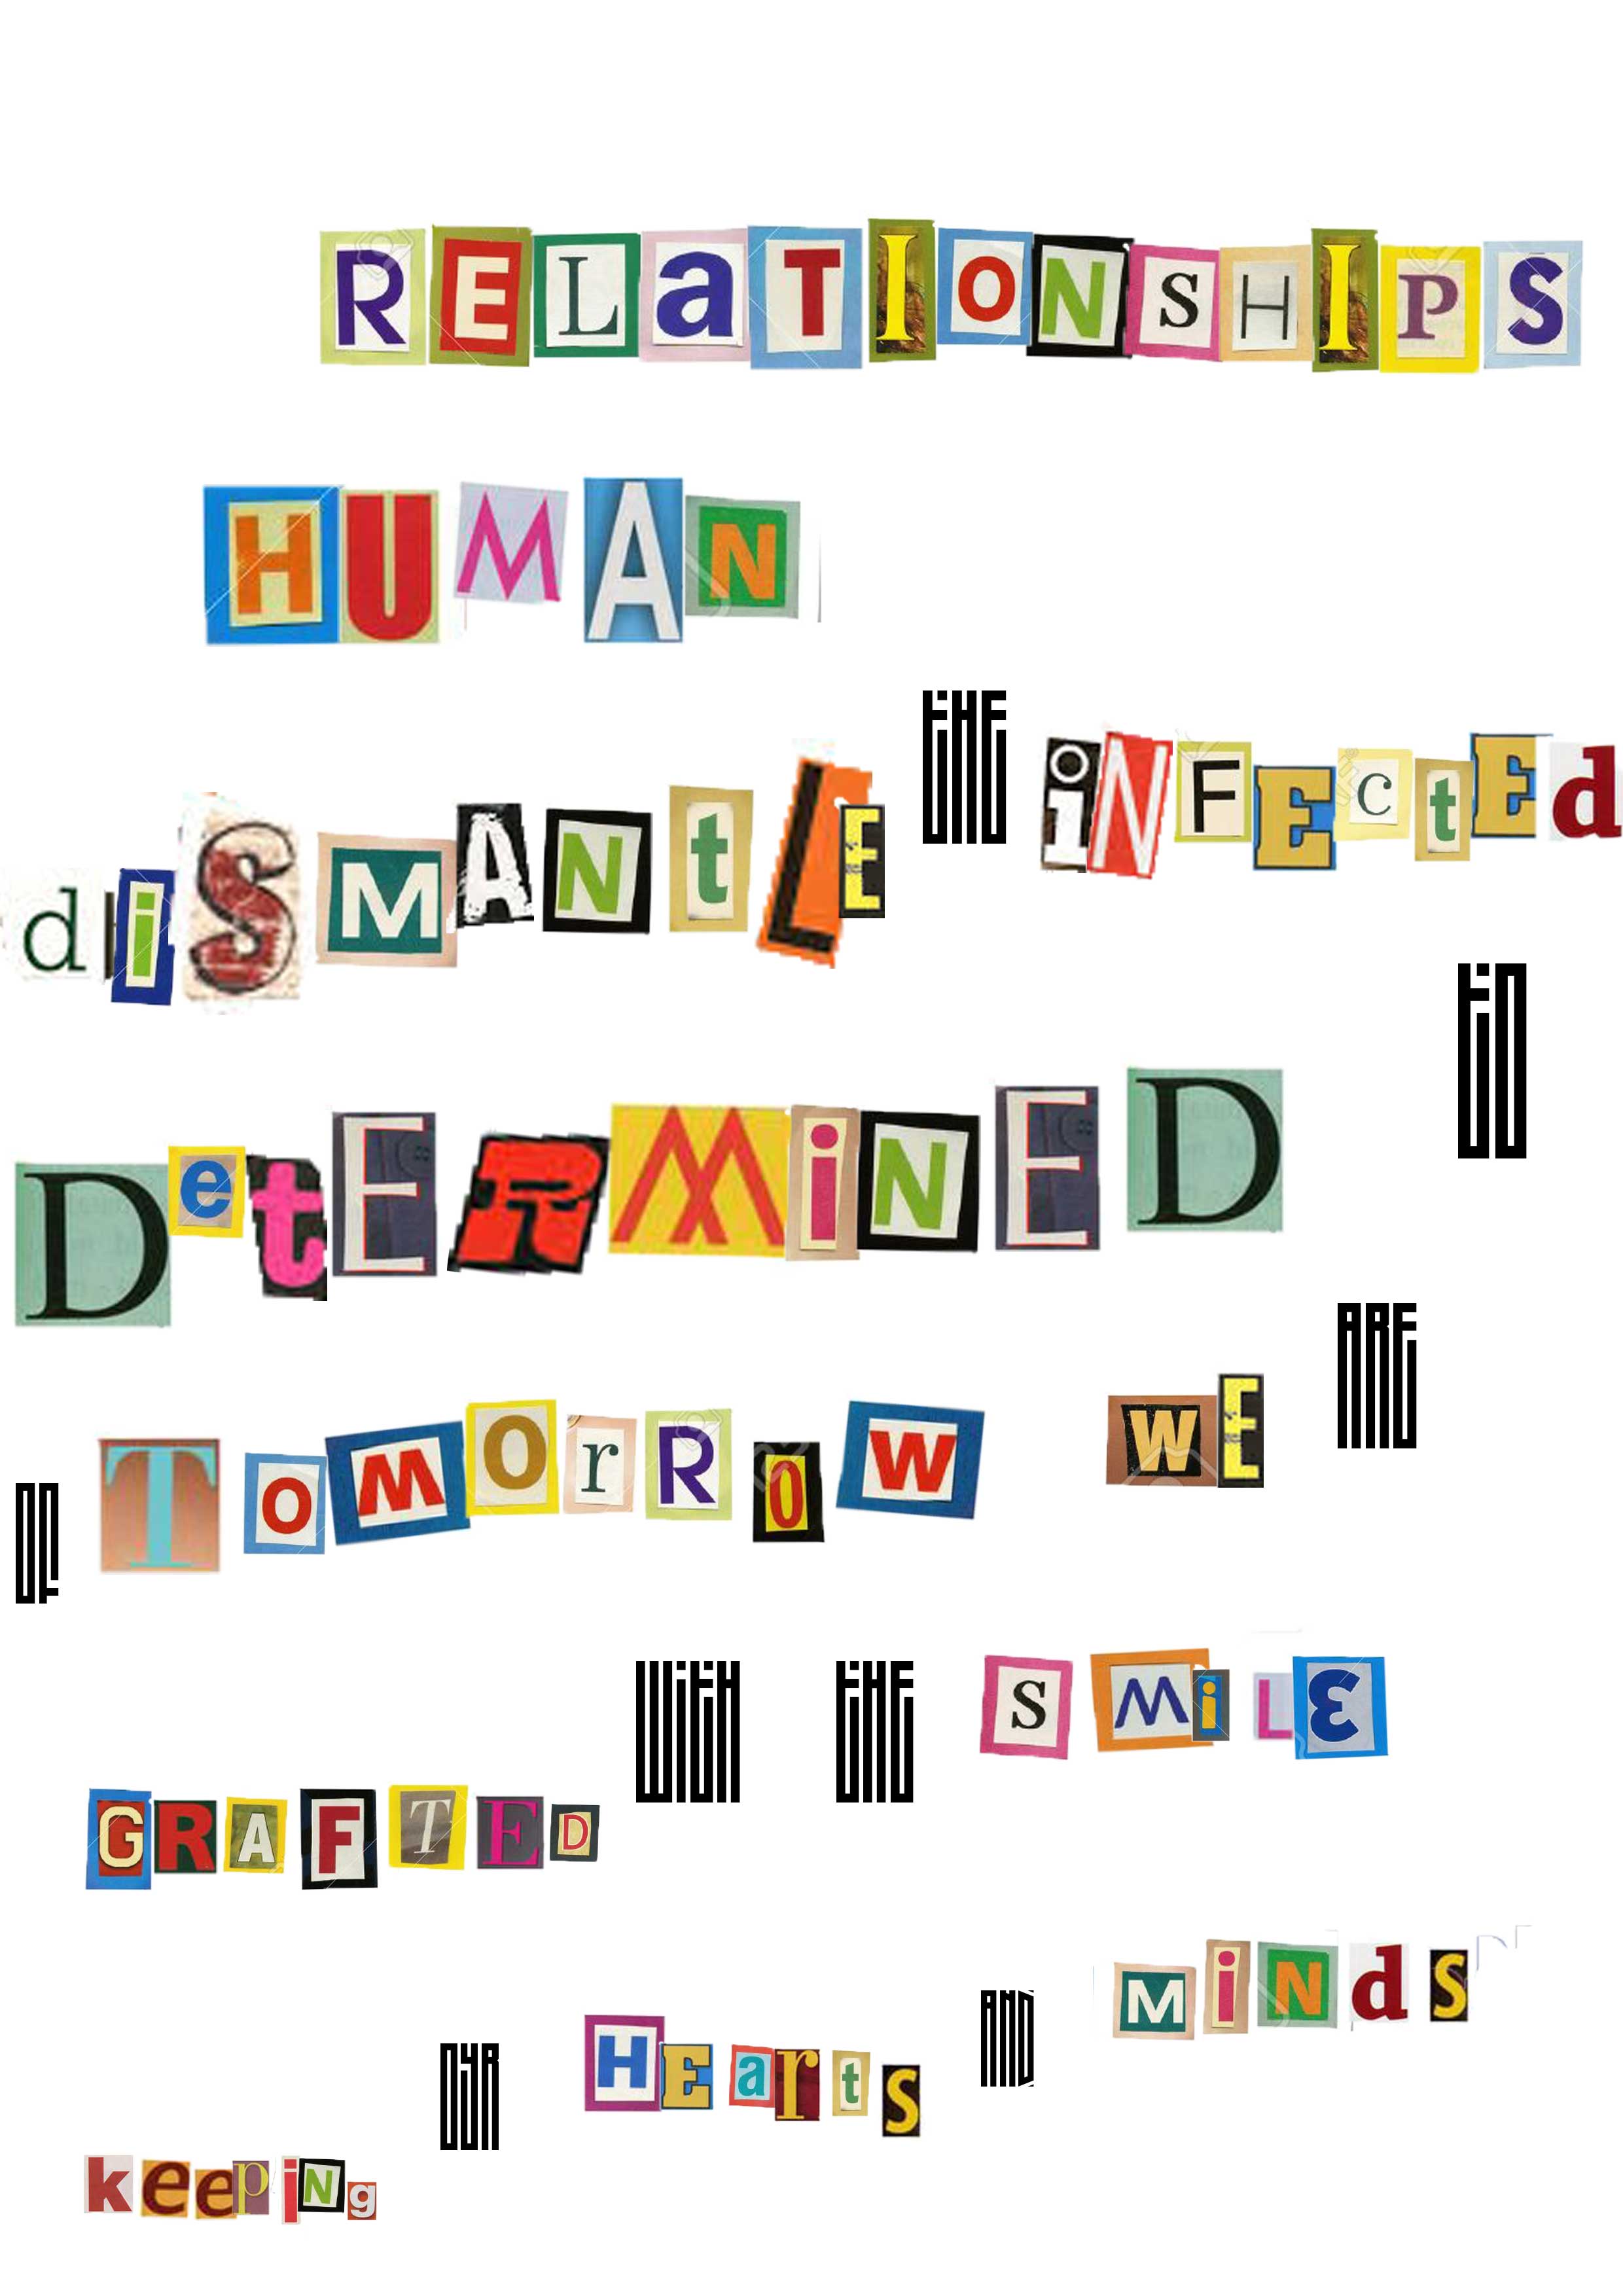 RELaTIONSHIPS
HUMAN
diSMANtLE tHE iNFEctEd
DetERMiNED tO
OF TOMOrROW WE ARE
GRAFTED WitH tHE SMiLE
keepiNg OUR HEarts AND MiNdS